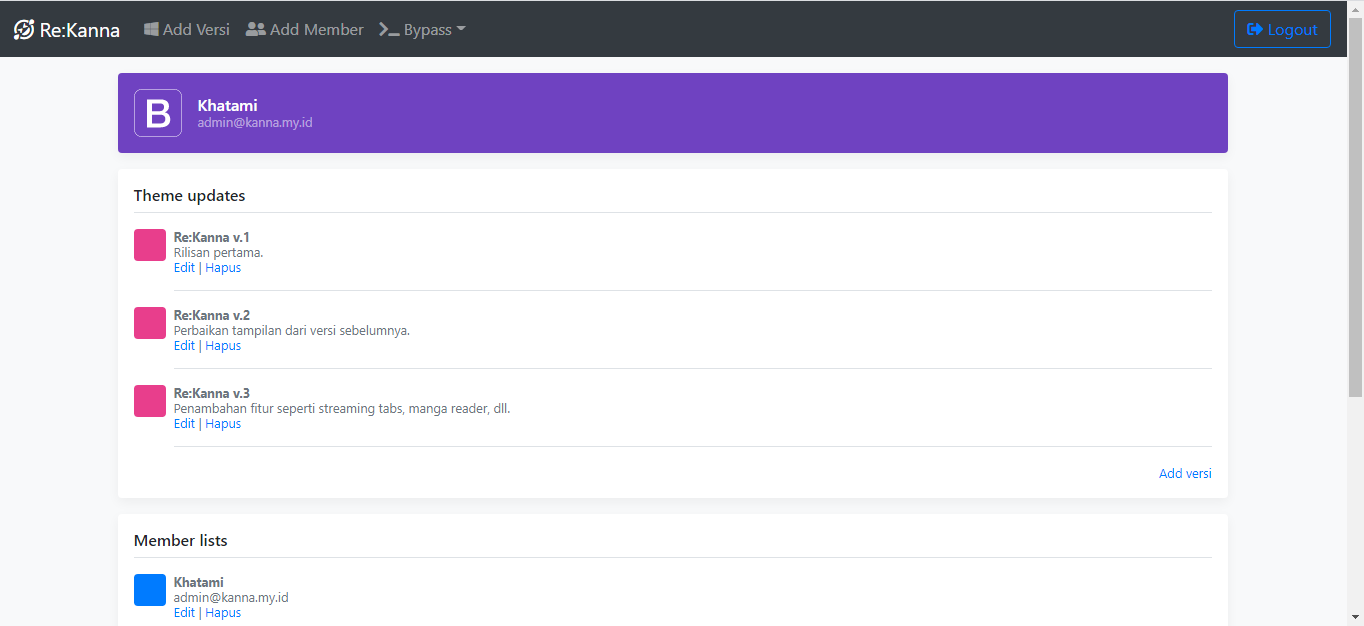 Re:Kanna Add Versi Add Member Bypass Logout
B
Khatami
admin@kanna.my.id
Theme updates
Re:Kanna v.1
Rilisan pertama.
Edit | Hapus
Re:Kanna v.2
Perbaikan tampilan dari versi sebelumnya.
Edit | Hapus
Re:Kanna v.3
Penambahan fitur seperti streaming tabs, manga reader, dll.
Edit | Hapus
Add versi
Member lists
Khatami
admin@kanna.my.id
Edit | Hapus